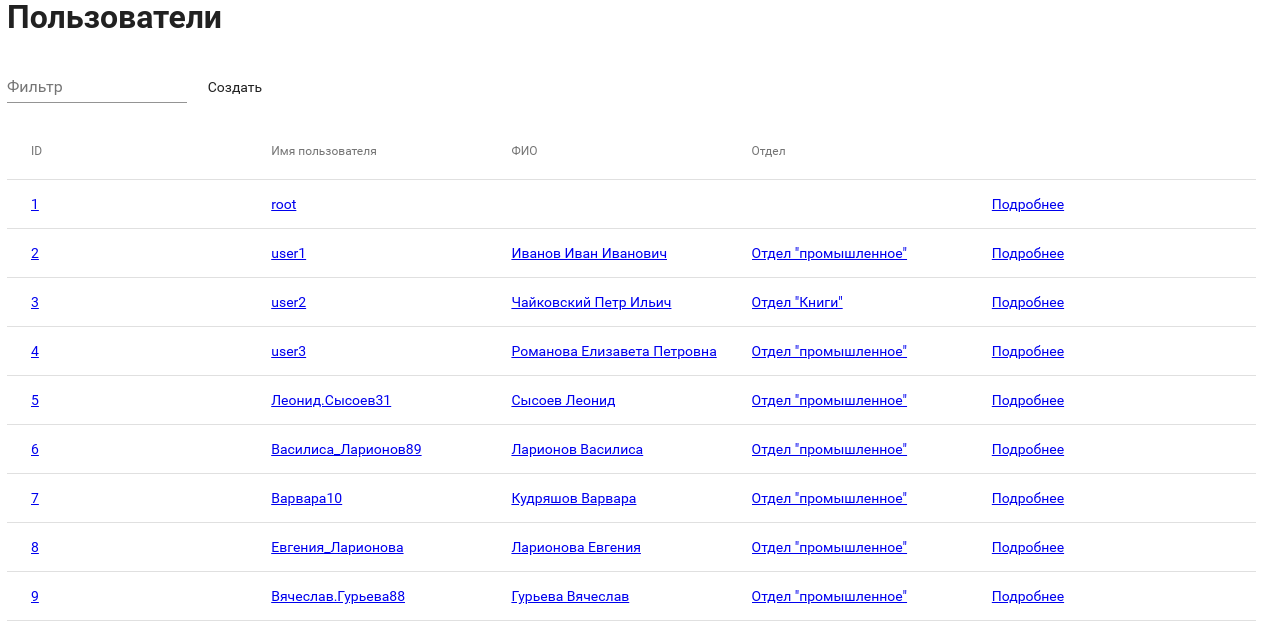 Пользователи
Фильтр Создать
ID Имя пользователя ФИО Отдел
1 root Подробнее
2 user1 Иванов Иван Иванович Отдел "промышленное" Подробнее
3 user2 Чайковский Петр Ильич Отдел "Книги" Подробнее
4 user3 Романова Елизавета Петровна Отдел "промышленное" Подробнее
5 Леонид.Сысоев31 Сысоев Леонид Отдел "промышленное" Подробнее
6 Василиса_Ларионов89 Ларионов Василиса Отдел "промышленное" Подробнее
7 Варвара10 Кудряшов Варвара Отдел "промышленное" Подробнее
8 Евгения_Ларионова Ларионова Евгения Отдел "промышленное" Подробнее
9 Вячеслав.Гурьева88 Гурьева Вячеслав Отдел "промышленное" Подробнее